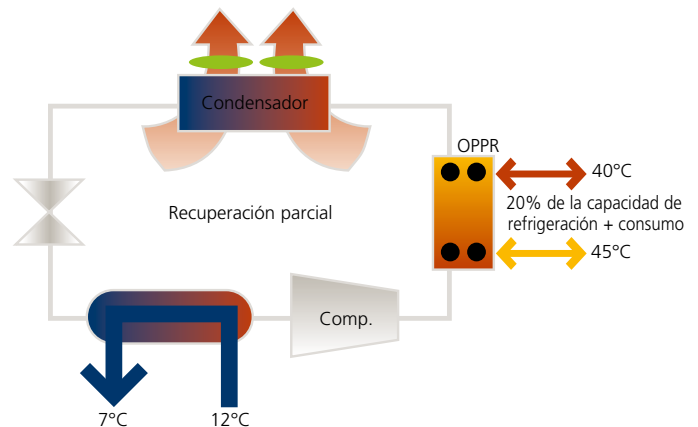 Condensador
OPPR
40°C
Recuperación parcial
20% de la capacidad de
refrigeración + consumo
45°C
Comp.
7°C
12°C